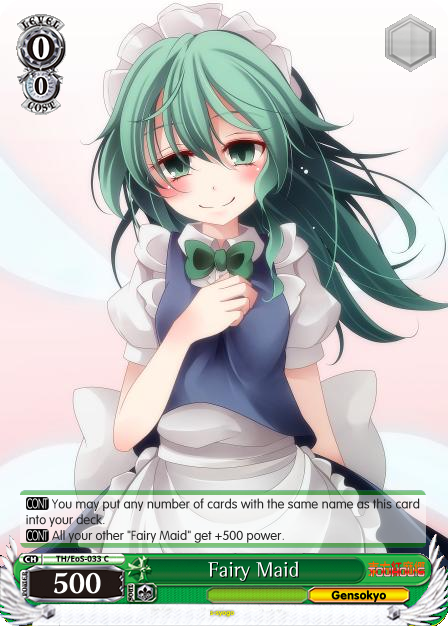 LEVEL
0
0
COST
CONT You may put any number of cards with the same name as this card
into your deck.
CONT All your other "Fairy Maid" get +500 power.
CH TH/EoS-033 C
POWER
500
SOUL
Fairy Maid
Gensokyo